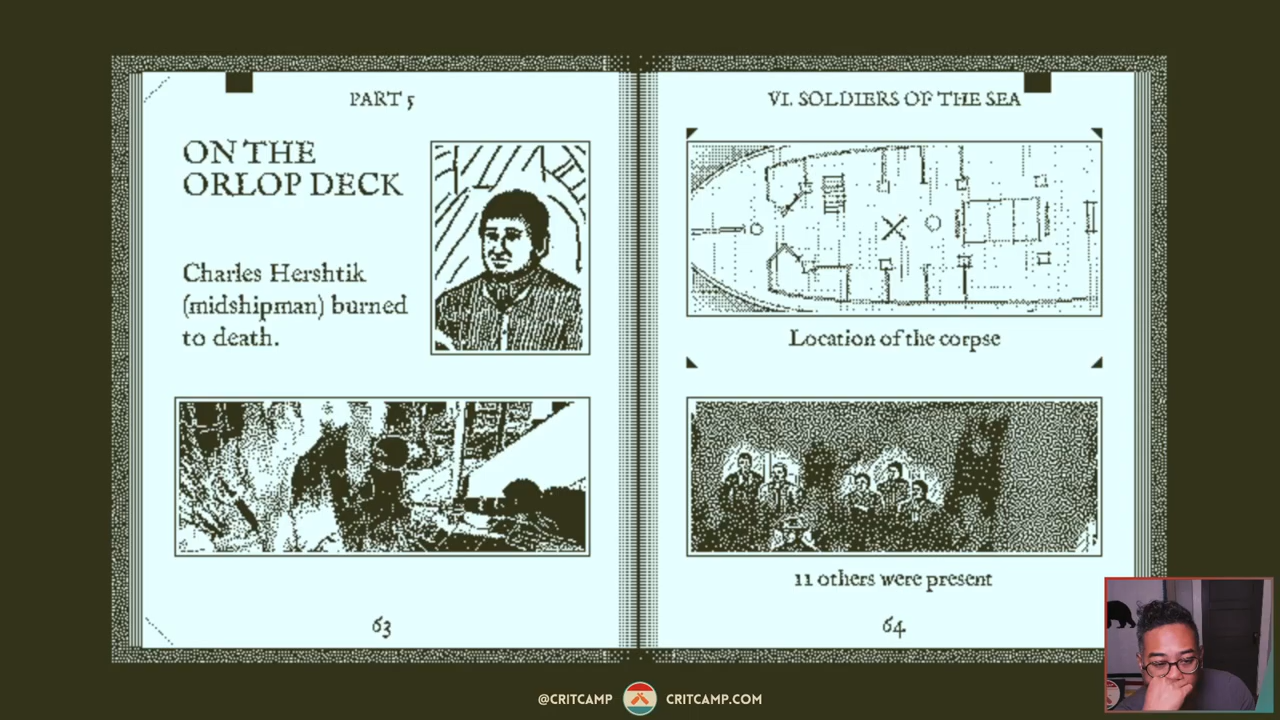 PART 5
ON THE
ORLOP DECK
Charles Hershtik
(midshipman) burned
to death.
63
VI. SOLDIERS OF THE SEA
Location of the corpse
11 others were present
64
@CRITCAMP
CRITCAMP.COM